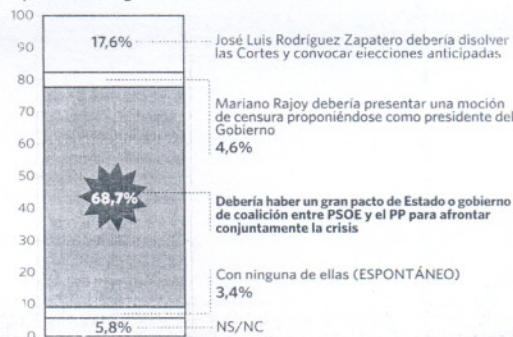 100
90
80
70
60
50
40
30
20
10
0
17,6%
José Luis Rodríguez Zapatero debería disolver
las Cortes y convocar elecciones anticipadas
Mariano Rajoy debería presentar una moción
de censura proponiéndose como presidente del
Gobierno
4,6%
68,7%
Debería haber un gran pacto de Estado o gobierno
de coalición entre PSOE y el PP para afrontar
conjuntamente la crisis
Con ninguna de ellas (ESPONTÁNEO)
3,4%
5,8%
NS/NC